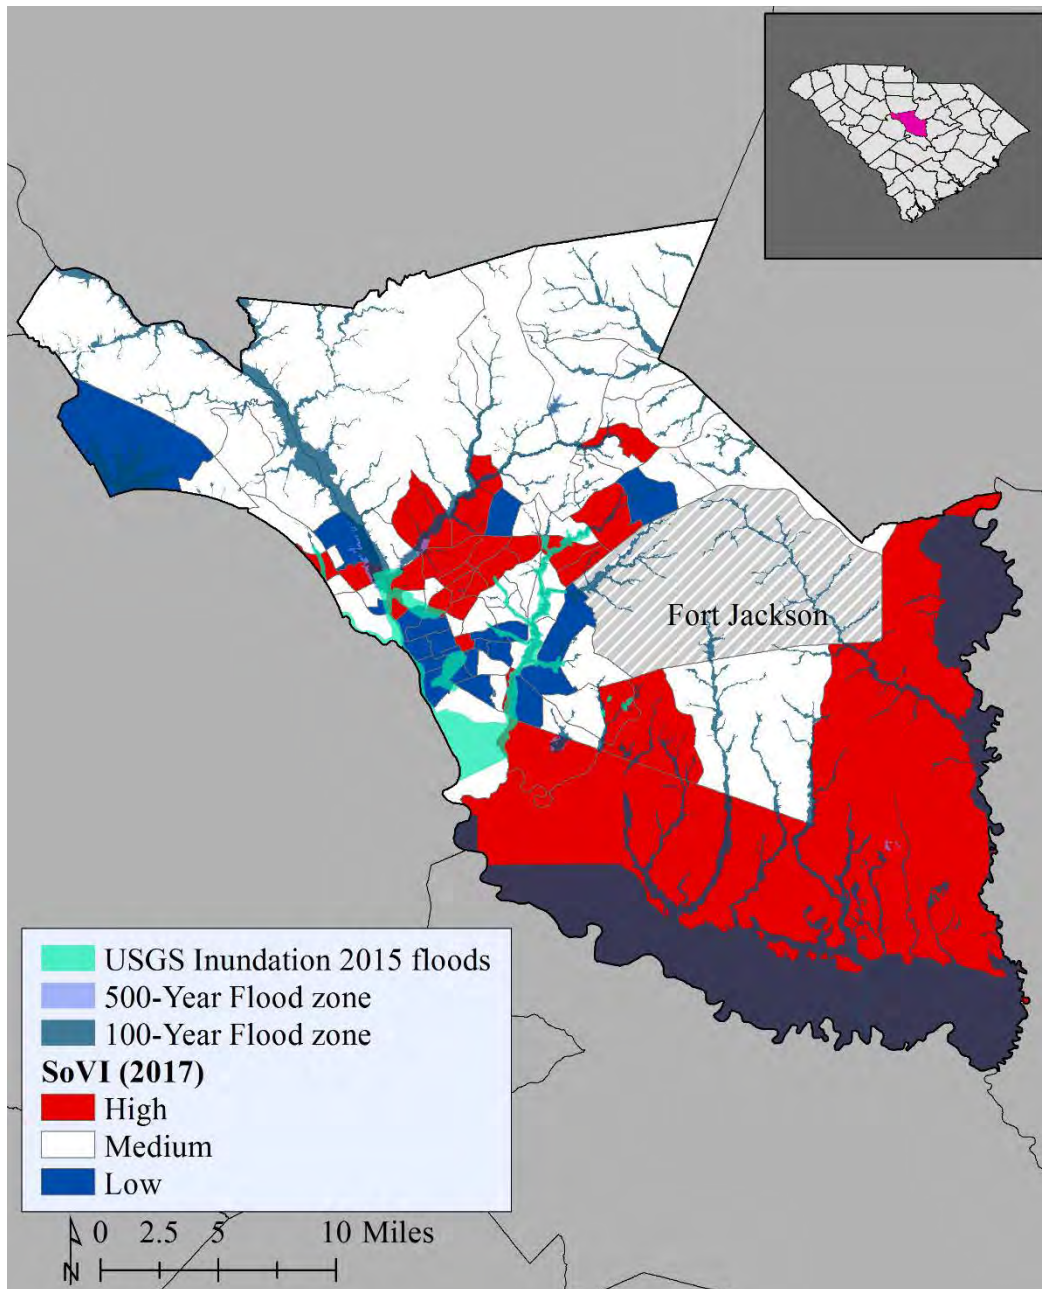 Fort Jackson
USGS Inundation 2015 floods
500-Year Flood zone
100-Year Flood zone
SoVI (2017)
High
Medium
Low
0 2.5 5 10 Miles
N